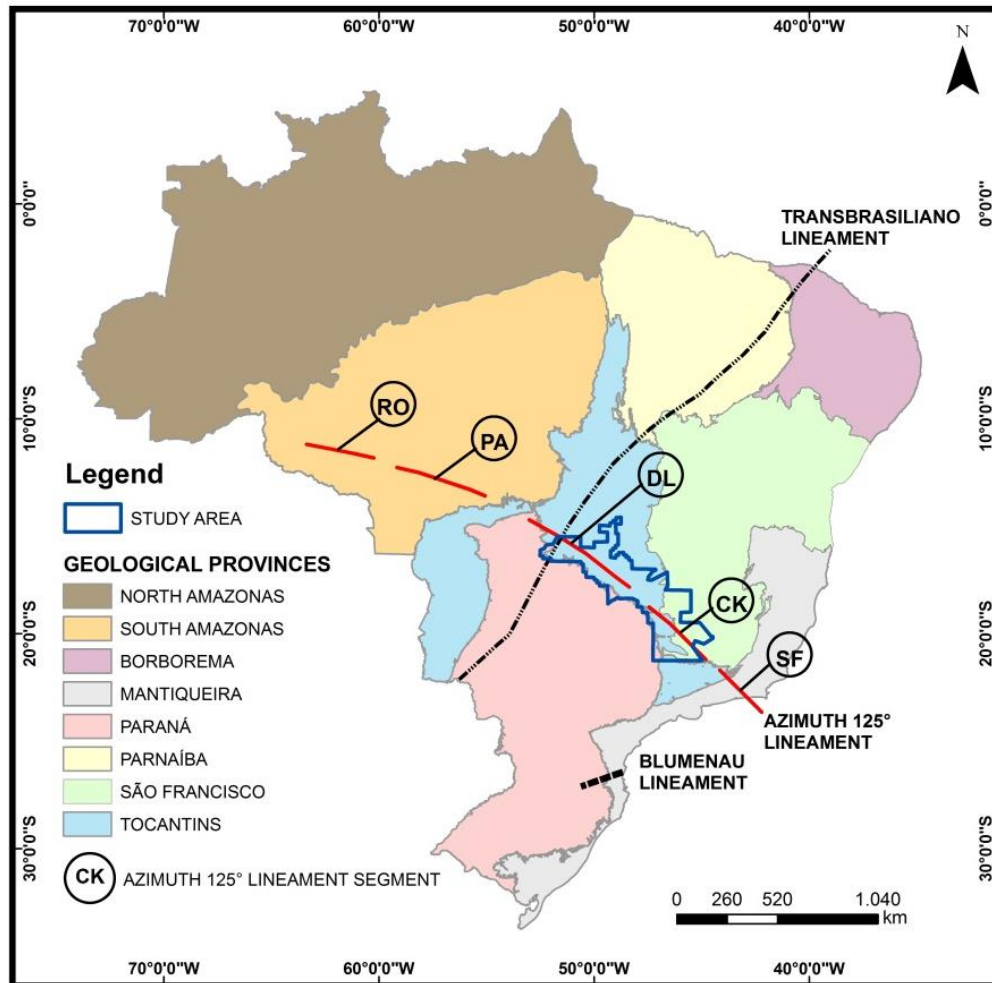 70°0'0"W
60°0'0"W
50°0'0"W
40°0'0"W
N
0°0'0"
0°0'0"
TRANSBRASILIANO
LINEAMENT
10°0'0"S
10°0'0"S
RO
PA
DL
CK
SF
AZIMUTH 125°
LINEAMENT
BLUMENAU
LINEAMENT
20°0'0"S
20°0'0"S
30°0'0"S
30°0'0"S
Legend
STUDY AREA
GEOLOGICAL PROVINCES
NORTH AMAZONAS
SOUTH AMAZONAS
BORBOREMA
MANTIQUEIRA
PARANÁ
PARNAÍBA
SÃO FRANCISCO
TOCANTINS
CK AZIMUTH 125° LINEAMENT SEGMENT
0 260 520 1.040
km
70°0'0"W
60°0'0"W
50°0'0"W
40°0'0"W